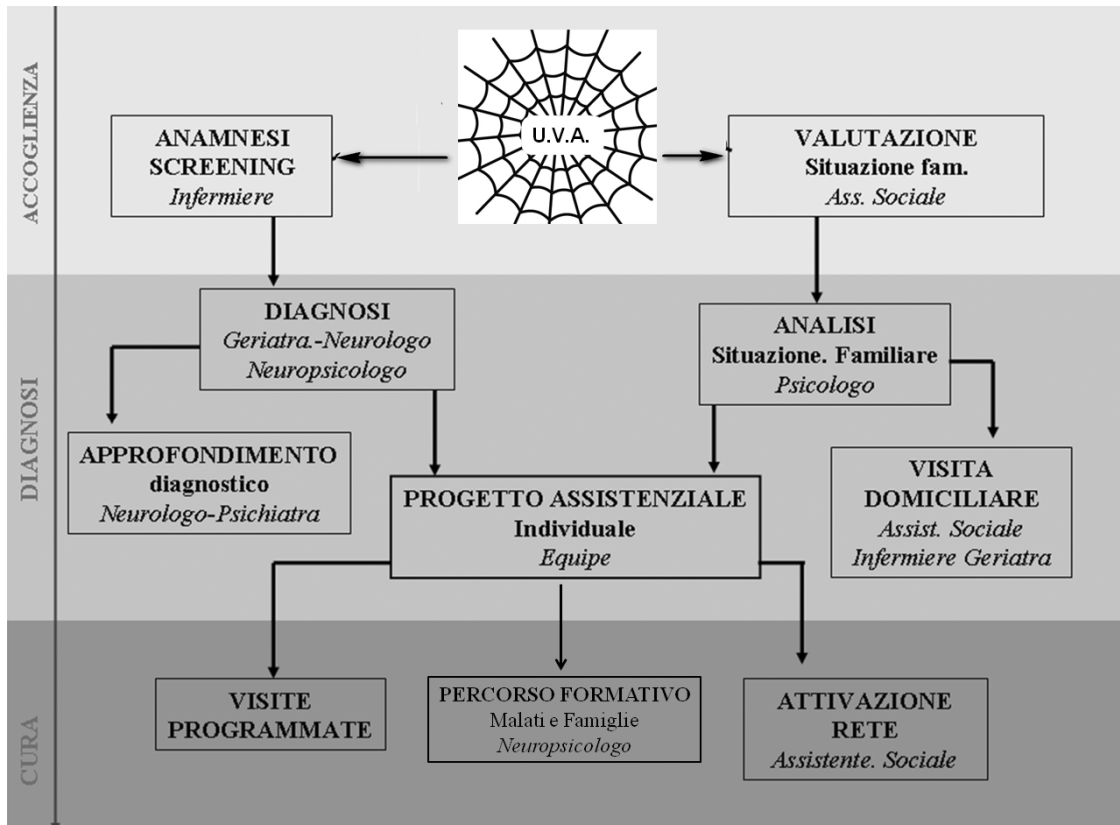 ACCOGLIENZA
U.V.A.
ANAMNESI
SCREENING
Infermiere
VALUTAZIONE
Situazione fam.
Ass. Sociale
DIAGNOSI
DIAGNOSI
Geriatra.-Neurologo
Neuropsicologo
ANALISI
Situazione. Familiare
Psicologo
APPROFONDIMENTO
diagnostico
Neurologo-Psichiatra
PROGETTO ASSISTENZIALE
Individuale
Equipe
VISITA
DOMICILIARE
Assist. Sociale
Infermiere Geriatra
CURA
VISITE
PROGRAMMATE
PERCORSO FORMATIVO
Malati e Famiglie
Neuropsicologo
ATTIVAZIONE
RETE
Assistente. Sociale